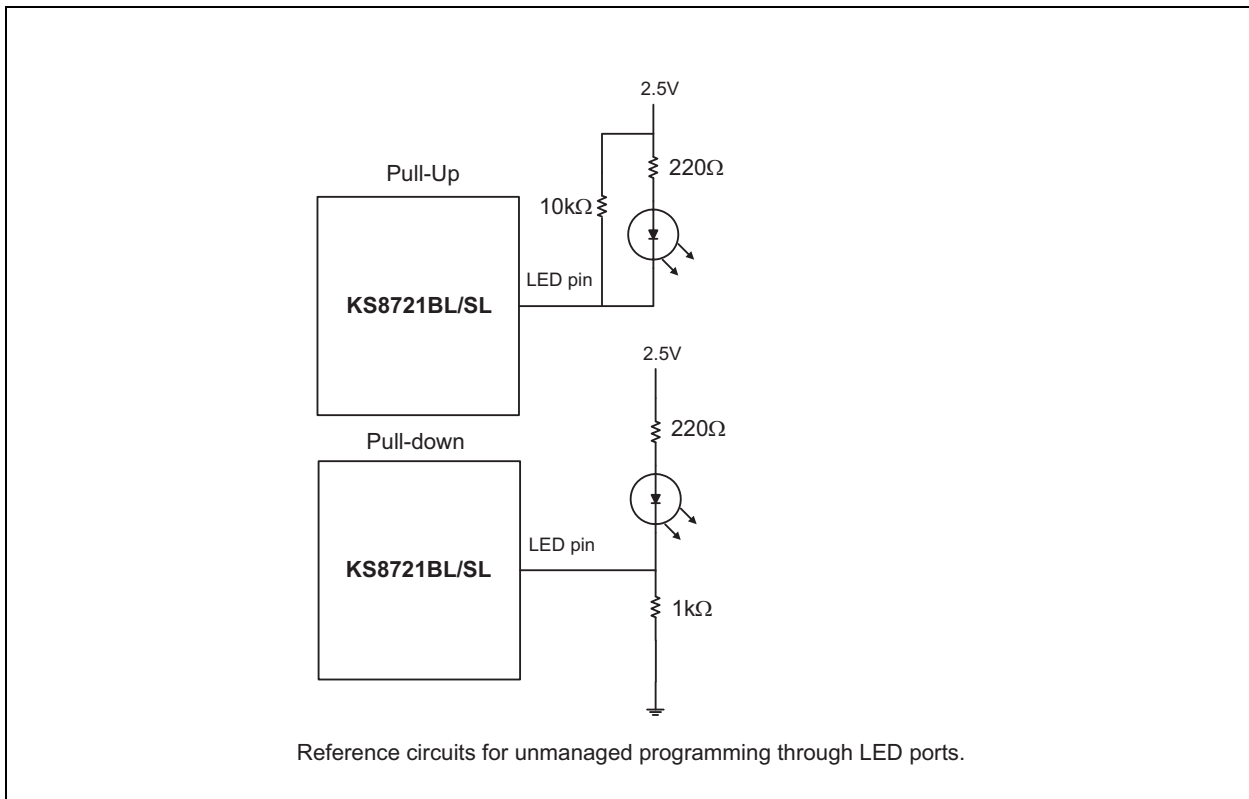 2.5V
220Ω
Pull-Up
10kΩ
LED pin
KS8721BL/SL
2.5V
220Ω
Pull-down
LED pin
KS8721BL/SL
1kΩ
Reference circuits for unmanaged programming through LED ports.